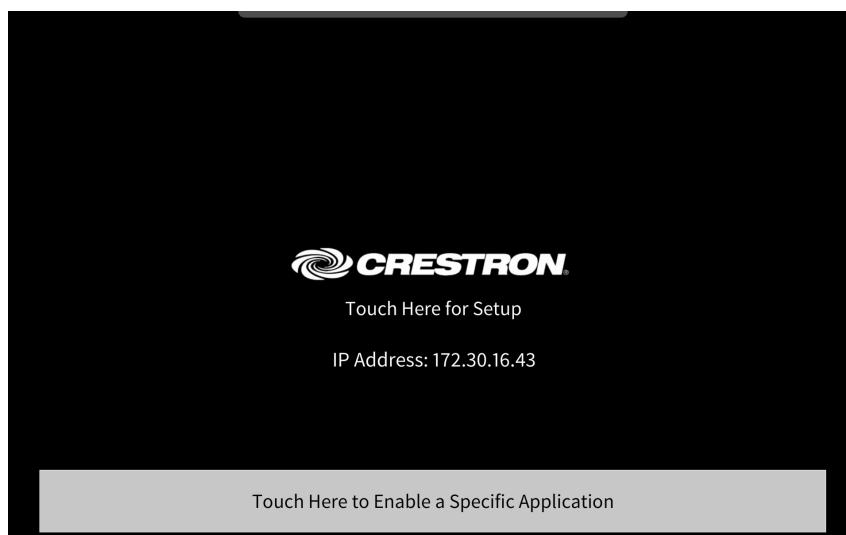 CRESTRON®
Touch Here for Setup
IP Address: 172.30.16.43
Touch Here to Enable a Specific Application